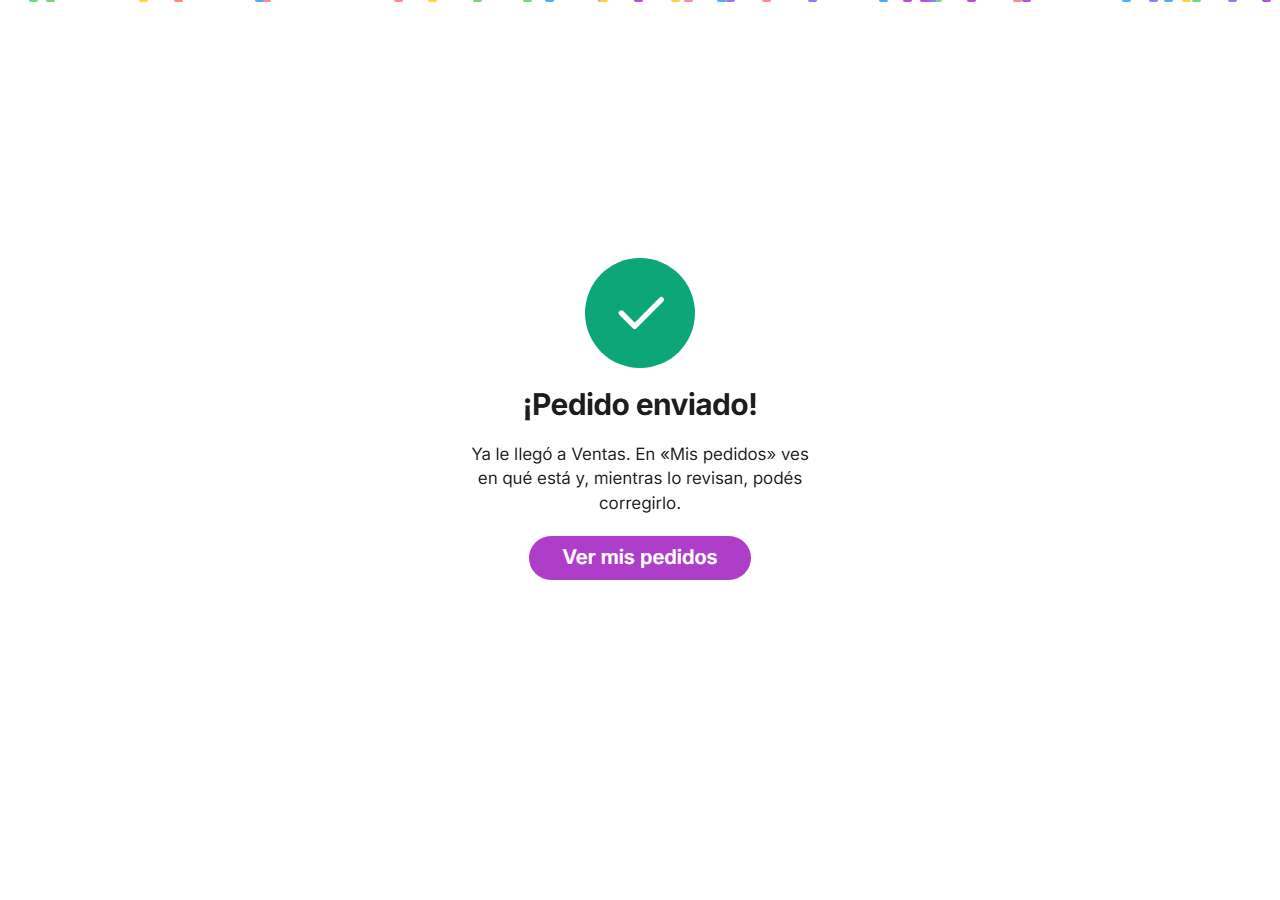 ¡Pedido enviado!
Ya le llegó a Ventas. En «Mis pedidos» ves
en qué está y, mientras lo revisan, podés
corregirlo.
Ver mis pedidos